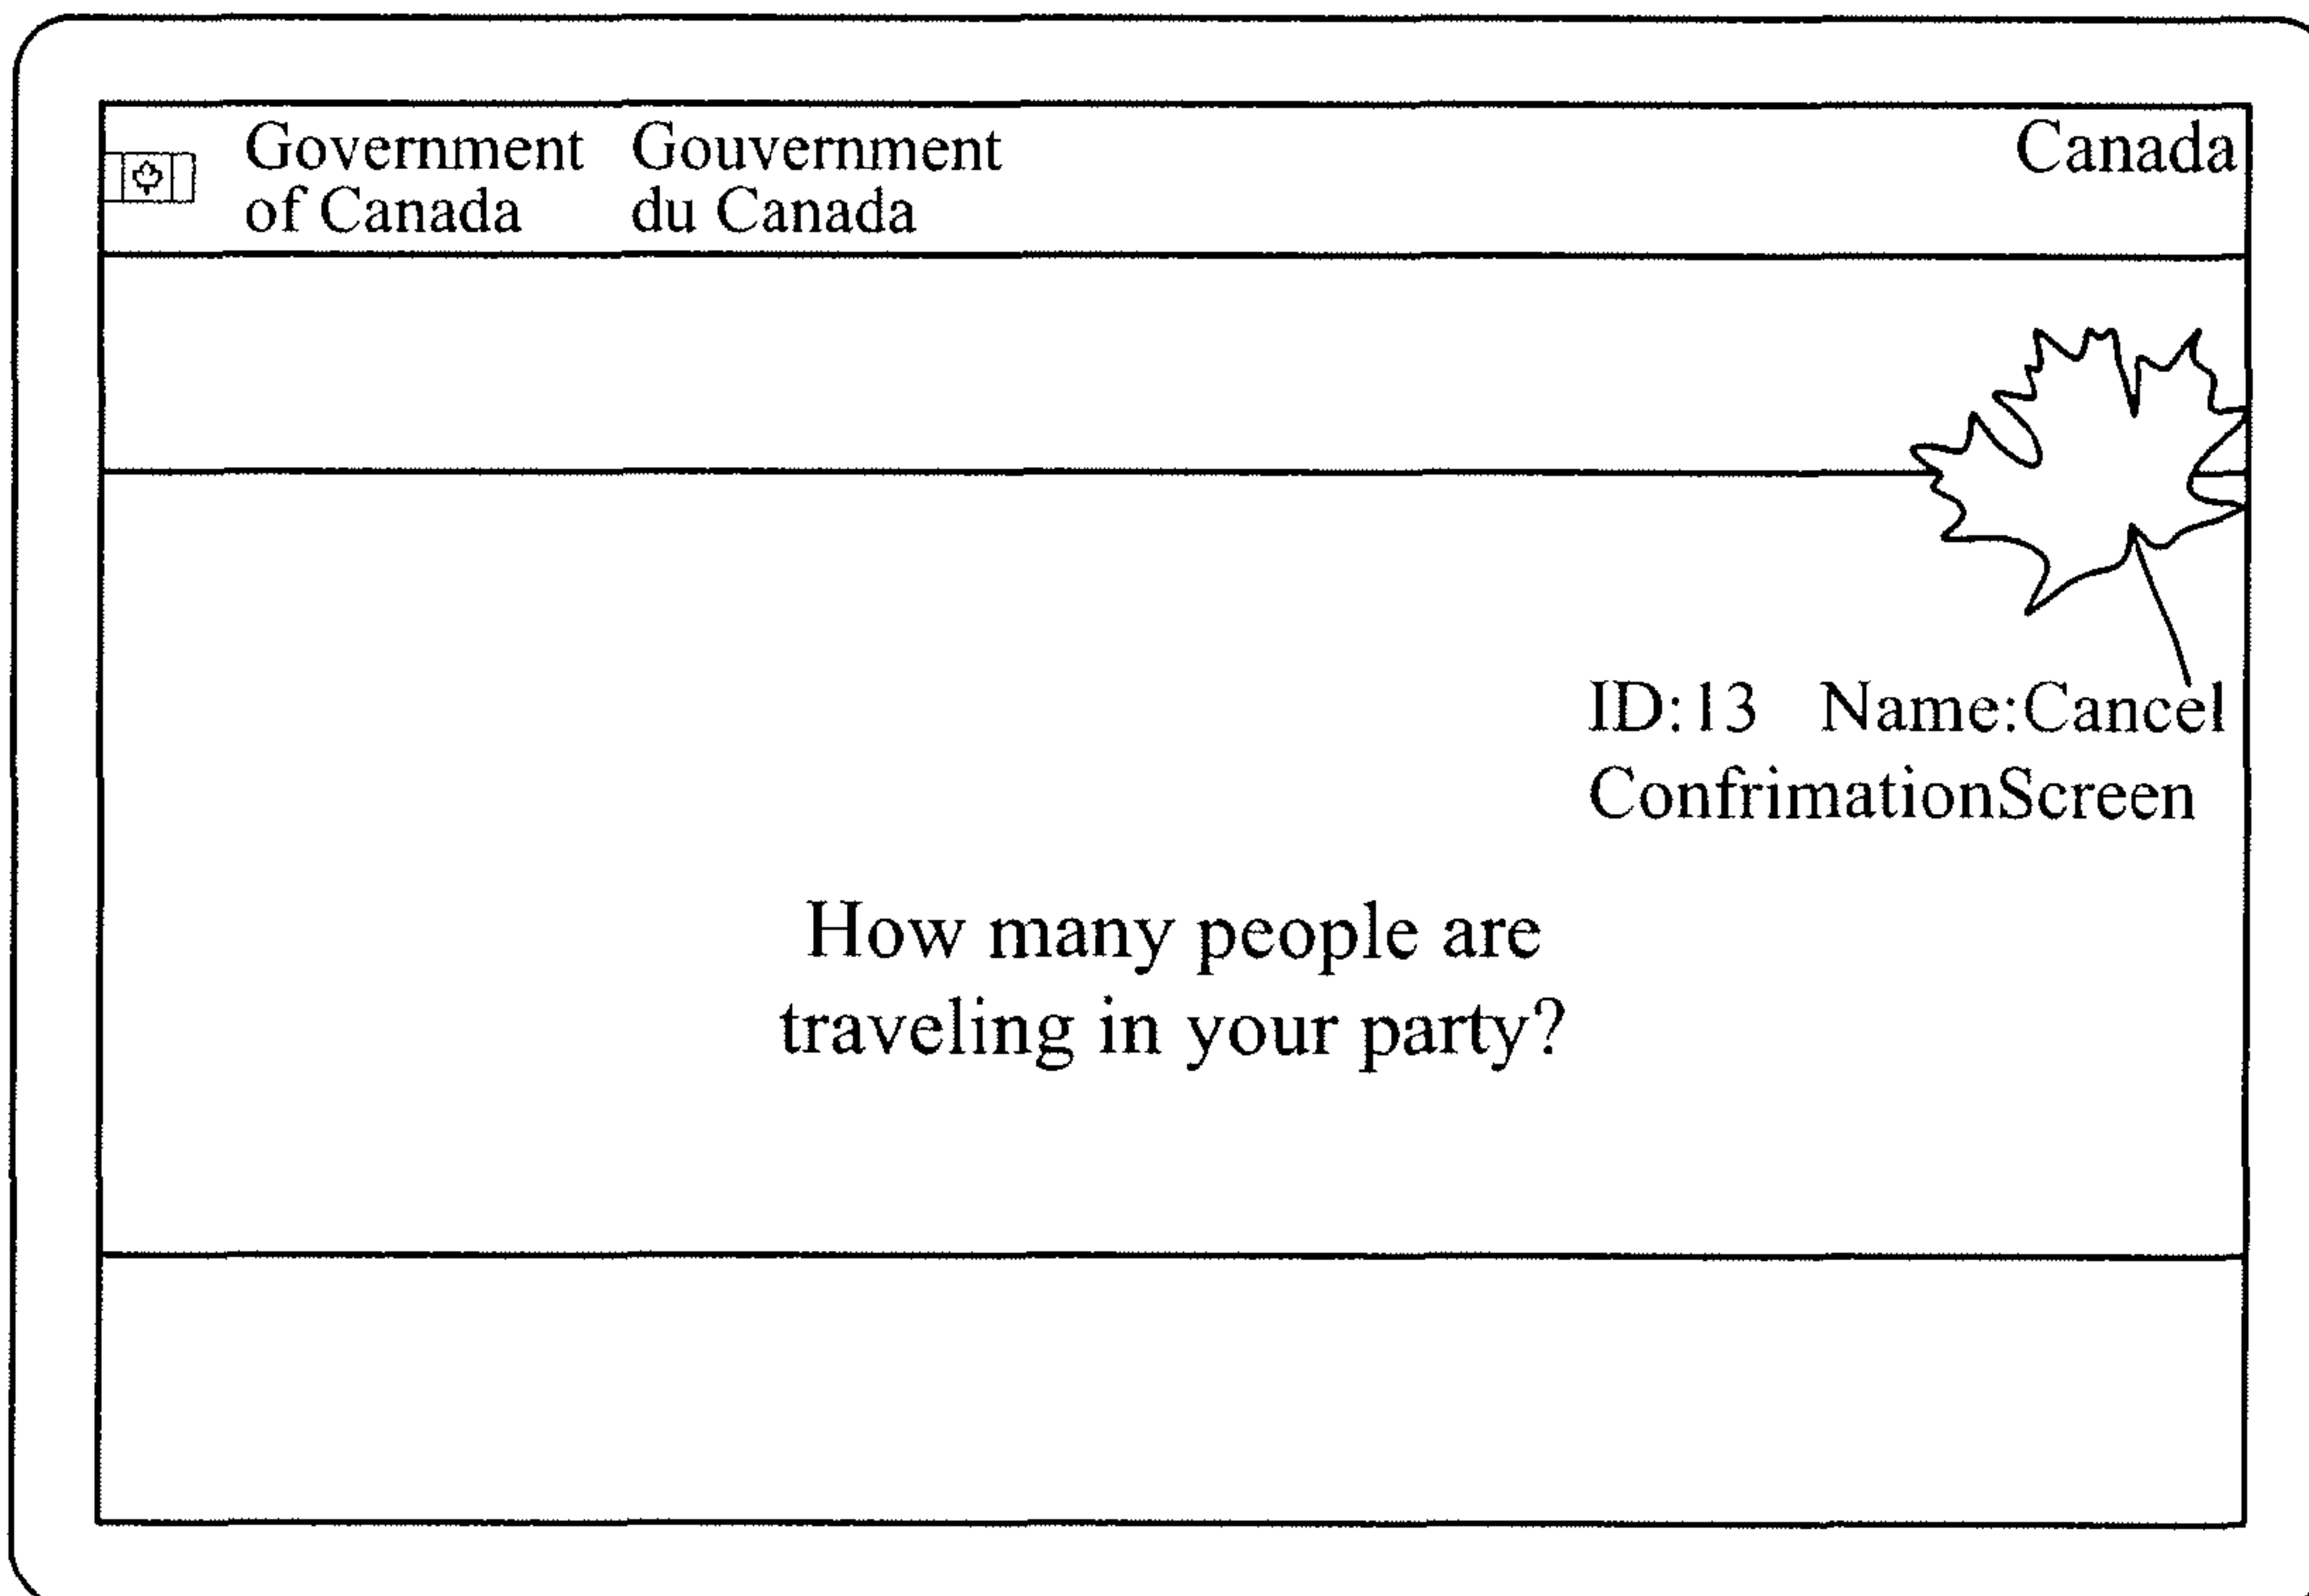 Government Gouvernment Canada
of Canada du Canada
ID:13 Name:Cancel
ConfrimationScreen
How many people are
traveling in your party?